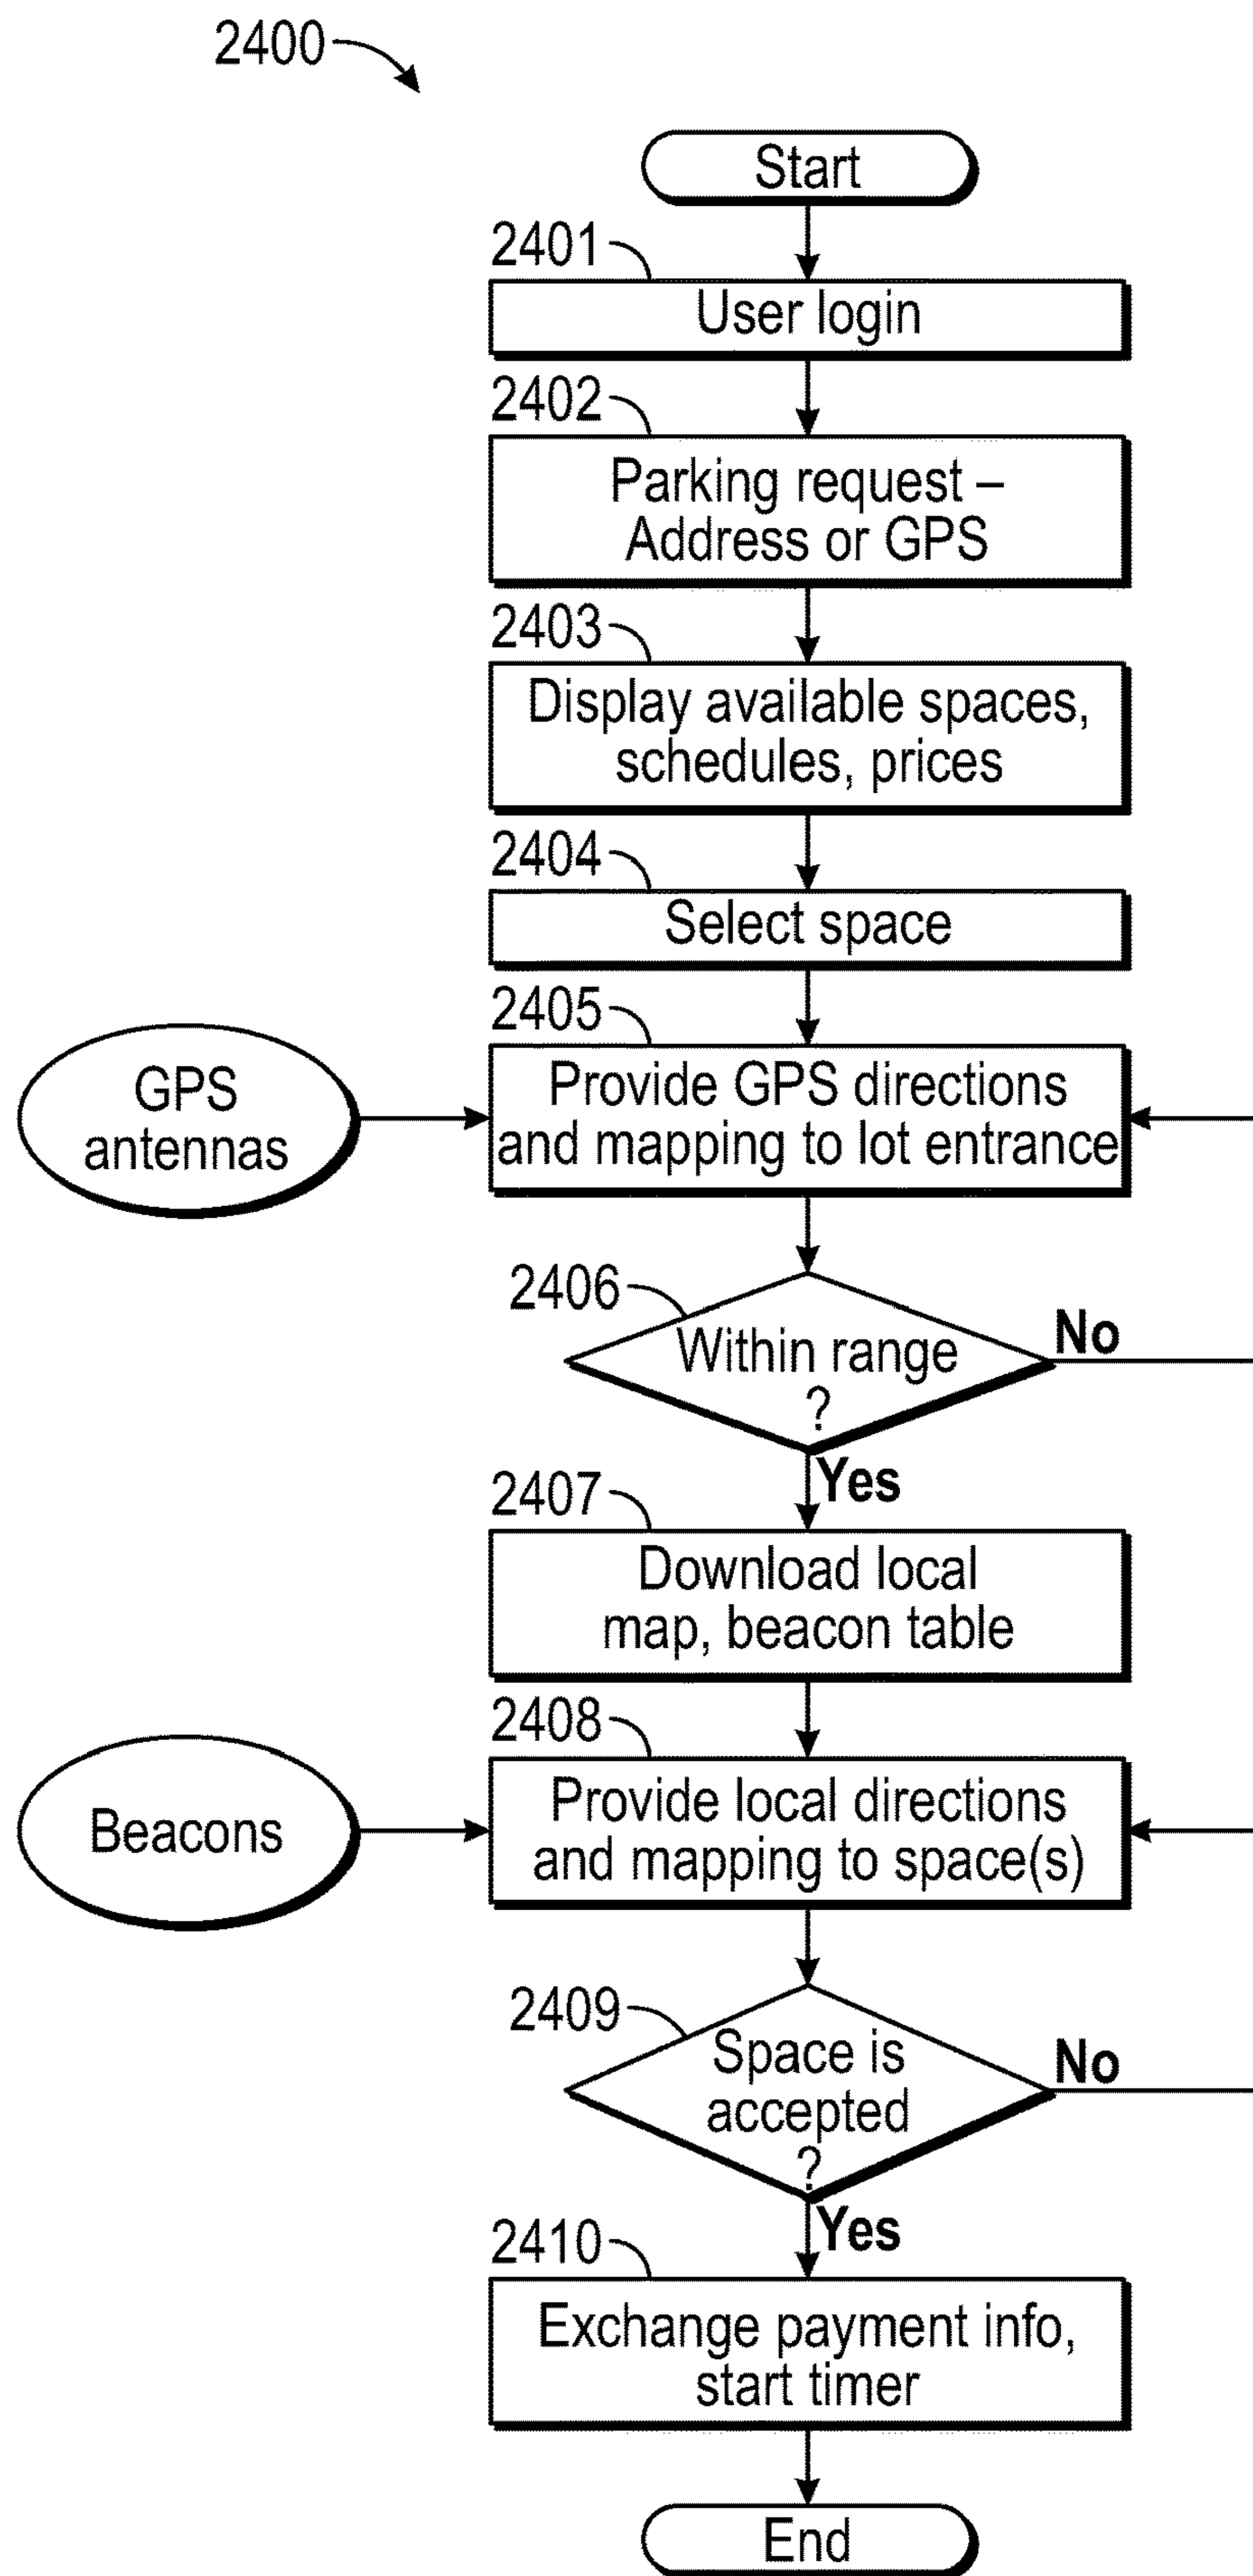 2400
Start
2401
User login
2402
Parking request –
Address or GPS
2403
Display available spaces,
schedules, prices
2404
Select space
2405
GPS
antennas
Provide GPS directions
and mapping to lot entrance
2406
Within range
?
No
Yes
2407
Download local
map, beacon table
2408
Beacons
Provide local directions
and mapping to space(s)
2409
Space is
accepted
?
No
Yes
2410
Exchange payment info,
start timer
End